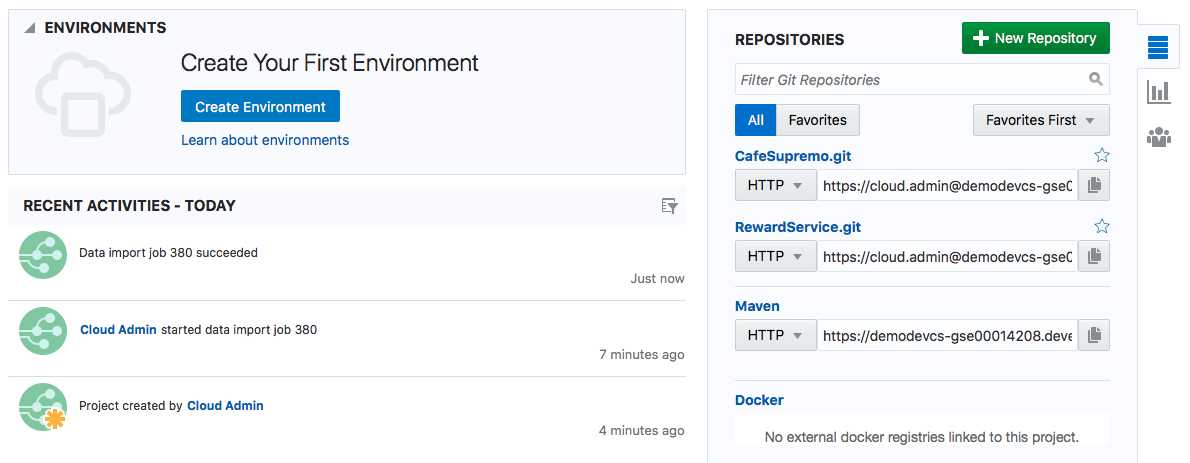 ENVIRONMENTS
Create Your First Environment
Create Environment
Learn about environments
RECENT ACTIVITIES - TODAY
Data import job 380 succeeded
Just now
Cloud Admin started data import job 380
7 minutes ago
Project created by Cloud Admin
4 minutes ago
REPOSITORIES
New Repository
Filter Git Repositories
All Favorites
Favorites First
CafeSupremo.git
HTTP https://cloud.admin@demodevcs-gse0
RewardService.git
HTTP https://cloud.admin@demodevcs-gse0
Maven
HTTP https://demodevcs-gse00014208.deve
Docker
No external docker registries linked to this project.